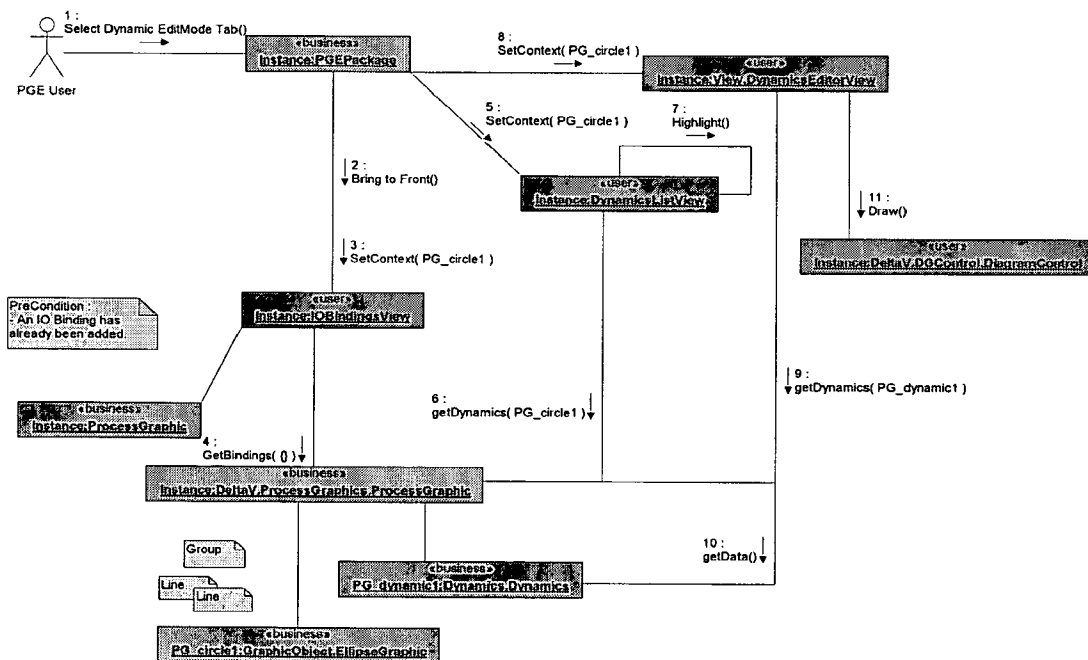 1 :
Select Dynamic EditMode Tab()
PGE User
«business»
Instance:PGEPackage
8 :
SetContext( PG_circle1 )
«user»
Instance:View.DynamicsEditorView
5 :
SetContext( PG_circle1 )
7 :
Highlight()
2 :
Bring to Front()
«user»
Instance:DynamicsListView
11 :
Draw()
3 :
SetContext( PG_circle1 )
«user»
Instance:DeltaV.DGControl.DiagramControl
PreCondition :
- An IO Binding has
already been added.
«user»
Instance:IOBindingsView
9 :
getDynamics( PG_dynamic1 )
6 :
getDynamics( PG_circle1 )
«business»
Instance:ProcessGraphic
4 :
GetBindings( {} )
«business»
Instance:DeltaV.ProcessGraphics.ProcessGraphic
10 :
getData()
Group
«business»
PG_dynamic1:Dynamics.Dynamics
Line
Line
«business»
PG_circle1:GraphicObject.EllipseGraphic